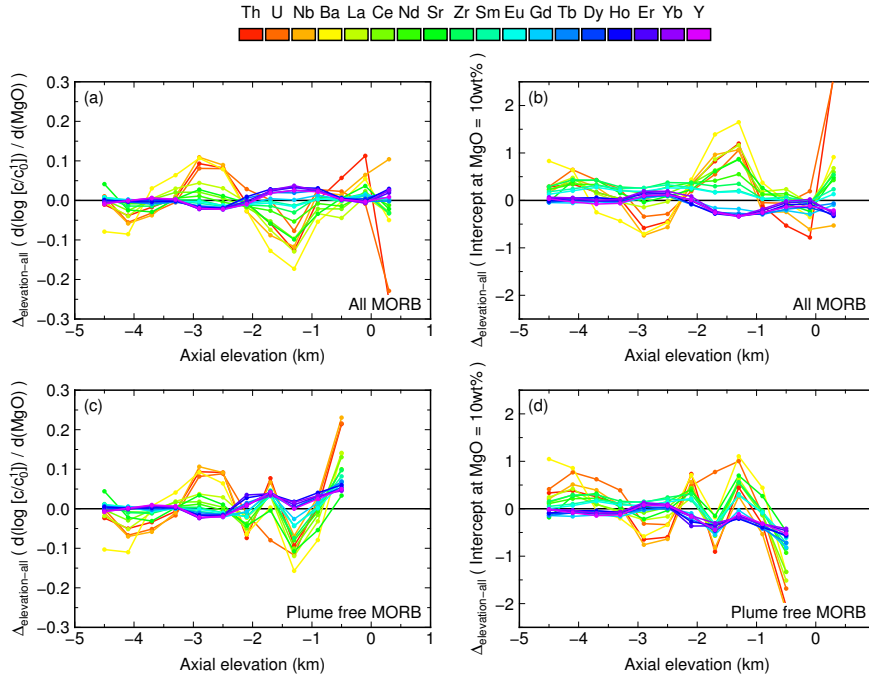 Th U Nb Ba La Ce Nd Sr Zr Sm Eu Gd Tb Dy Ho Er Yb Y
(a)
0.3
0.2
0.1
0.0
−0.1
−0.2
−0.3
Δelevation−all ( d(log [c/c0]) / d(MgO) )
−5 −4 −3 −2 −1 0 1
Axial elevation (km)
All MORB
(b)
2
1
0
−1
−2
Δelevation−all ( Intercept at MgO = 10wt% )
−5 −4 −3 −2 −1 0
Axial elevation (km)
All MORB
(c)
0.3
0.2
0.1
0.0
−0.1
−0.2
−0.3
Δelevation−all ( d(log [c/c0]) / d(MgO) )
−5 −4 −3 −2 −1 0 1
Axial elevation (km)
Plume free MORB
(d)
2
1
0
−1
−2
Δelevation−all ( Intercept at MgO = 10wt% )
−5 −4 −3 −2 −1 0
Axial elevation (km)
Plume free MORB